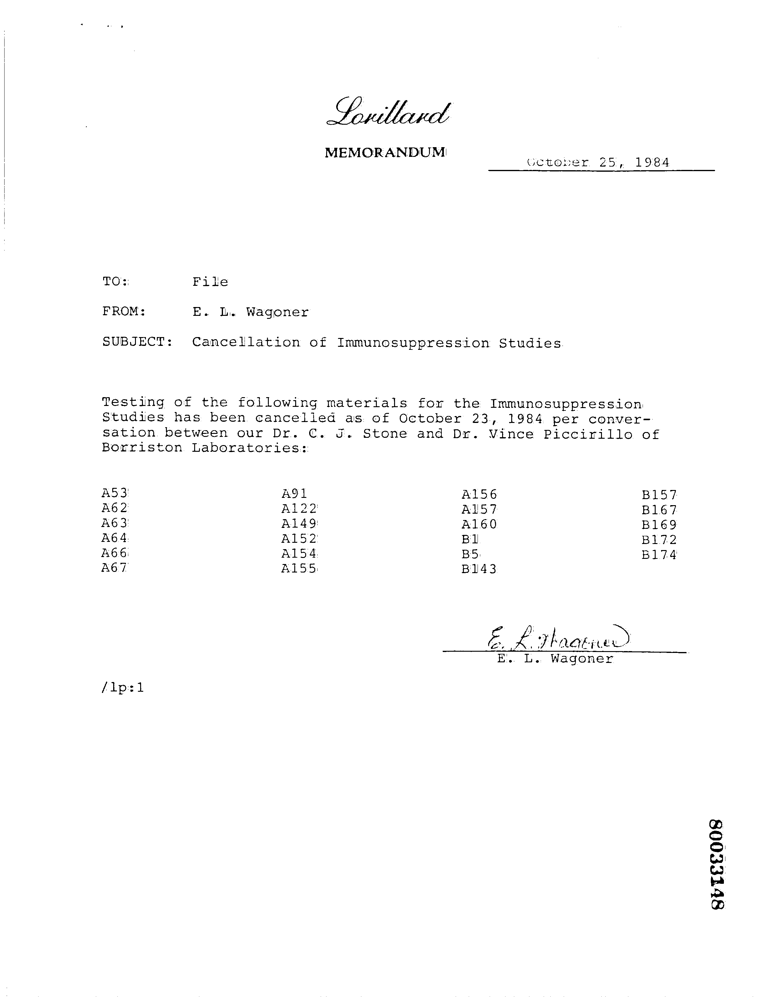 Lorillard
MEMORANDUM
October 25, 1984
TO: File
FROM: E. L. Wagoner
SUBJECT: Cancellation of Immunosuppression Studies
Testing of the following materials for the Immunosuppression
Studies has been cancelled as of October 23, 1984 per conver-
sation between our Dr. C. J. Stone and Dr. Vince Piccirillo of
Borriston Laboratories:
A53 A91 A156 B157
A62 A122 A157 B167
A63 A149 A160 B169
A64 A152 B1 B172
A66 A154 B5 B174
A67 A155 B143
E. L. Wagoner
E. L. Wagoner
/lp:1
80033148